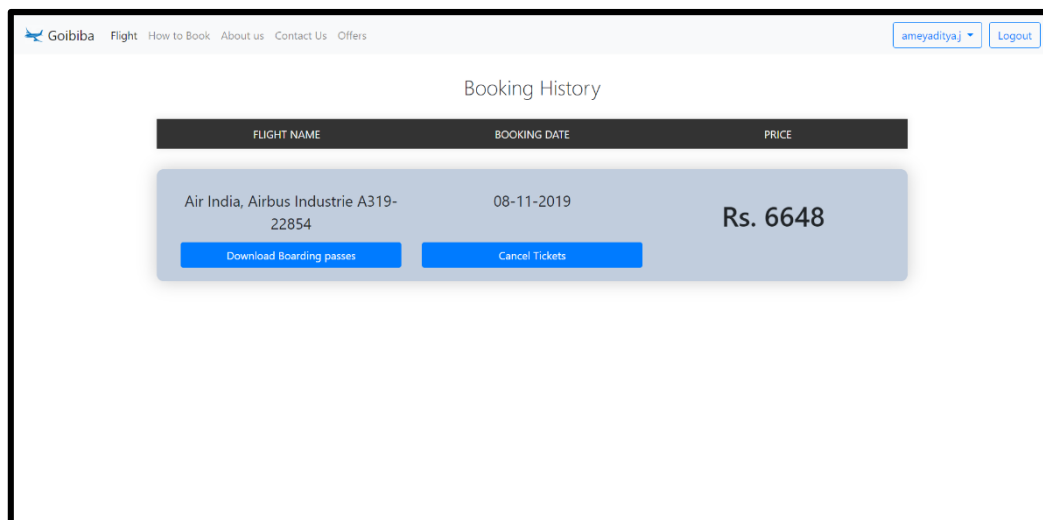 Goibiba Flight How to Book About us Contact Us Offers ameyaditya.j Logout
Booking History
FLIGHT NAME BOOKING DATE PRICE
Air India, Airbus Industrie A319- 08-11-2019
22854
Rs. 6648
Download Boarding passes Cancel Tickets